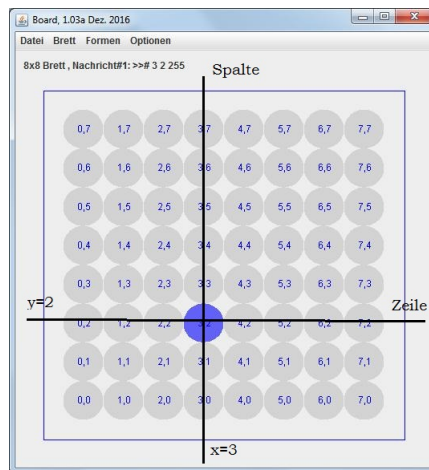 Board, 1.03a Dez. 2016
Datei Brett Formen Optionen
8x8 Brett , Nachricht#1: >># 3 2 255
Spalte
0,7 1,7 2,7 3,7 4,7 5,7 6,7 7,7
0,6 1,6 2,6 3,6 4,6 5,6 6,6 7,6
0,5 1,5 2,5 3,5 4,5 5,5 6,5 7,5
0,4 1,4 2,4 3,4 4,4 5,4 6,4 7,4
0,3 1,3 2,3 3,3 4,3 5,3 6,3 7,3
y=2 Zeile
0,2 1,2 2,2 3,2 4,2 5,2 6,2 7,2
0,1 1,1 2,1 3,1 4,1 5,1 6,1 7,1
0,0 1,0 2,0 3,0 4,0 5,0 6,0 7,0
x=3